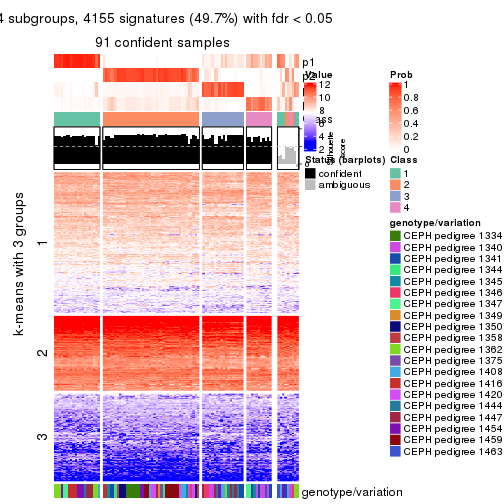 4 subgroups, 4155 signatures (49.7%) with fdr < 0.05
91 confident samples
p1
Value
12
10
8
6
4
2
Prob
1
0.8
0.6
0.4
0.2
0
Status (barplots)
confident
ambiguous
Class
1
2
3
4
genotype/variation
CEPH pedigree 1334
CEPH pedigree 1340
CEPH pedigree 1341
CEPH pedigree 1344
CEPH pedigree 1345
CEPH pedigree 1346
CEPH pedigree 1347
CEPH pedigree 1349
CEPH pedigree 1350
CEPH pedigree 1358
CEPH pedigree 1362
CEPH pedigree 1375
CEPH pedigree 1408
CEPH pedigree 1416
CEPH pedigree 1420
CEPH pedigree 1444
CEPH pedigree 1447
CEPH pedigree 1454
CEPH pedigree 1459
CEPH pedigree 1463
k-means with 3 groups
1
2
3
genotype/variation